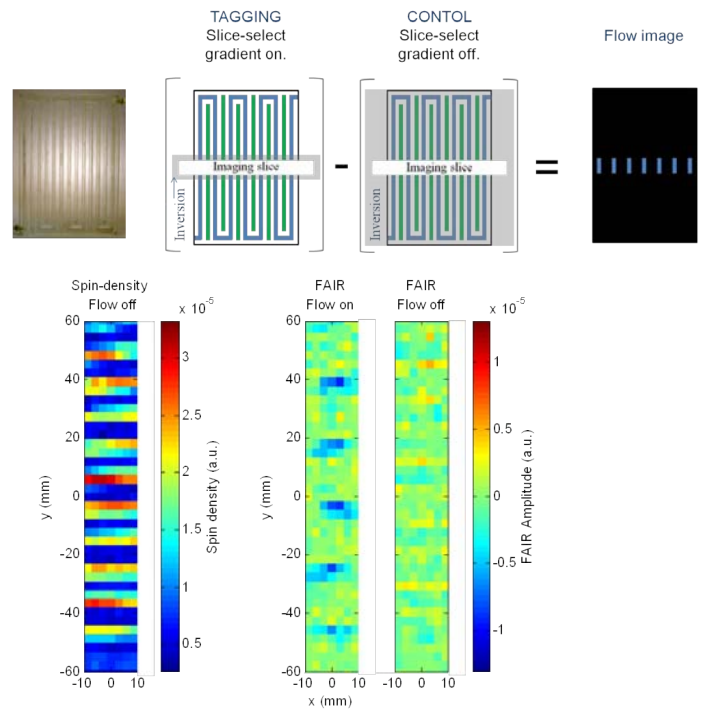 TAGGING
Slice-select
gradient on.
CONTOL
Slice-select
gradient off.
Flow image
Imaging slice
Inversion
-
Imaging slice
Inversion
=
Spin-density
Flow off
x 10-5
60
40
20
0
-20
-40
-60
y (mm)
-10 0 10
3
2.5
2
1.5
1
0.5
Spin density (a.u.)
FAIR
Flow on
FAIR
Flow off
x 10-5
60
40
20
0
-20
-40
-60
y (mm)
-10 0 10
-10 0 10
x (mm)
1
0.5
0
-0.5
-1
FAIR Amplitude (a.u.)